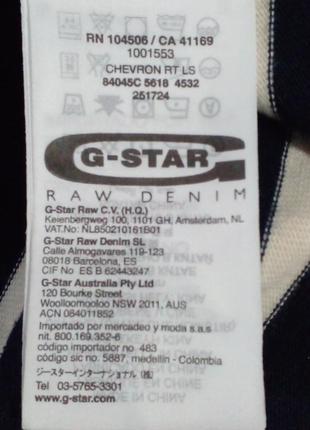 RN 104506 / CA 41169
1001553
CHEVRON RT LS
84045C 5618 4532
251724
G-STAR
RAW DENIM
G-Star Raw C.V. (H.Q.)
Keienbergweg 100, 1101 GH, Amsterdam, NL
VAT.No: NL850210161B01
G-Star Raw Denim SL
Calle Almogavares 119-123
08018 Barcelona, ES
CIF No ES B 62443247
G-Star Australia Pty Ltd
120 Bourke Street
Woolloomooloo NSW 2011, AUS
ACN 084011852
Importado por mercadeo y moda s.a.s
nit. 800.169.352-6
código importador no. 483
código sic no. 5887, medellin - Colombia
ジースターインターナショナル (株)
Tel 03-5765-3301
www.g-star.com